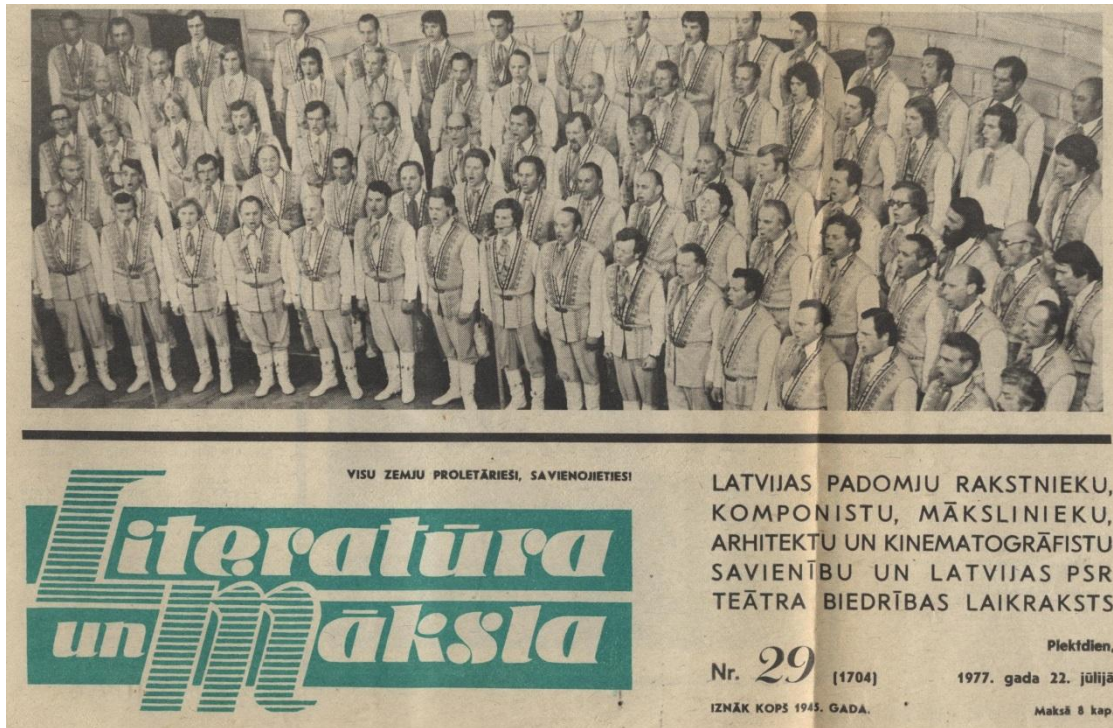 VISU ZEMJU PROLETĀRIEŠI, SAVIENOJIETIES!
Literatūra
un Māksla
LATVIJAS PADOMJU RAKSTNIEKU,
KOMPONISTU, MĀKSLINIEKU,
ARHITEKTU UN KINEMATOGRĀFISTU
SAVIENĪBU UN LATVIJAS PSR
TEĀTRA BIEDRĪBAS LAIKRAKSTS
Piektdien,
Nr. 29 (1704) 1977. gada 22. jūlijā
IZNĀK KOPŠ 1945. GADA. Maksā 8 kap.